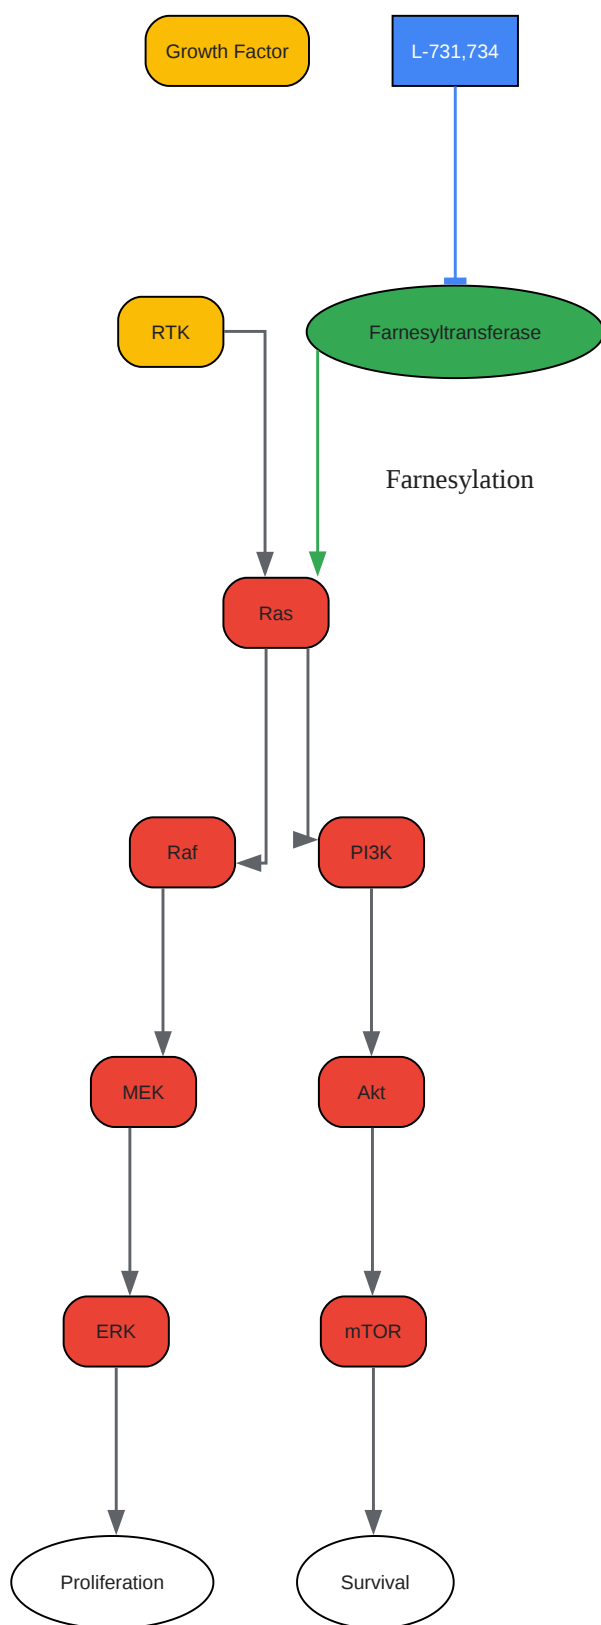 Growth Factor
L-731,734
RTK
Farnesyltransferase
Farnesylation
Ras
Raf
PI3K
MEK
Akt
ERK
mTOR
Proliferation
Survival